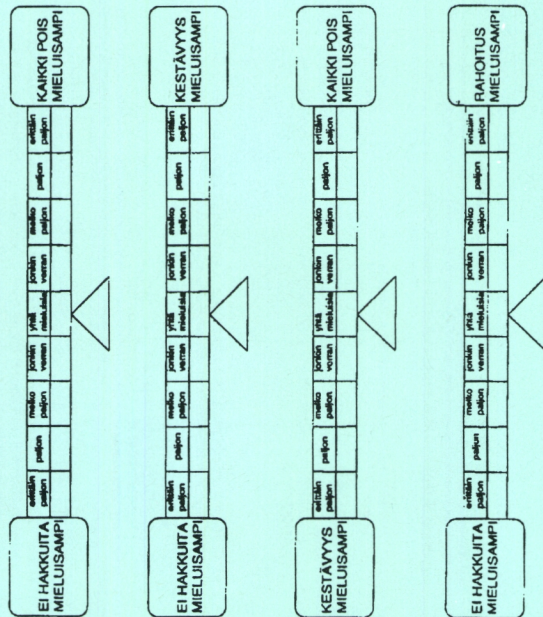 EI HAKKUITA
MIELUISAMPI
erittäin
paljon
paljon
melko
paljon
jonkin
verran
yhtä
mieluisia
jonkin
verran
melko
paljon
paljon
erittäin
paljon
KAIKKI POIS
MIELUISAMPI
EI HAKKUITA
MIELUISAMPI
erittäin
paljon
paljon
melko
paljon
jonkin
verran
yhtä
mieluisia
jonkin
verran
melko
paljon
paljon
erittäin
paljon
KESTÄVYYS
MIELUISAMPI
KESTÄVYYS
MIELUISAMPI
erittäin
paljon
paljon
melko
paljon
jonkin
verran
yhtä
mieluisia
jonkin
verran
melko
paljon
paljon
erittäin
paljon
KAIKKI POIS
MIELUISAMPI
EI HAKKUITA
MIELUISAMPI
erittäin
paljon
paljon
melko
paljon
jonkin
verran
yhtä
mieluisia
jonkin
verran
melko
paljon
paljon
erittäin
paljon
RAHOITUS
MIELUISAMPI